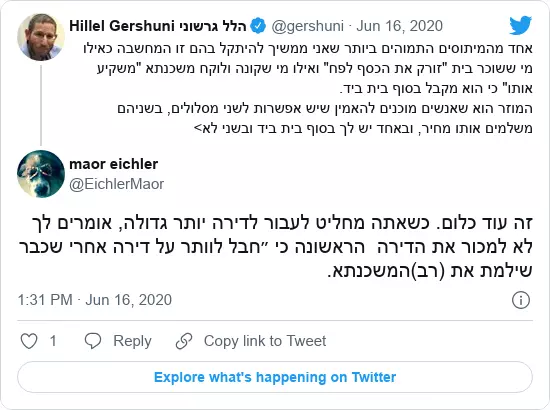 Hillel Gershuni הלל גרשוני @gershuni · Jun 16, 2020
אחד מהמיתוסים התמוהים ביותר שאני ממשיך להיתקל בהם זו המחשבה כאילו
מי ששוכר בית "זורק את הכסף לפח" ואילו מי שקונה ולוקח משכנתא "משקיע
אותו" כי הוא מקבל בסוף בית ביד.
המוזר הוא שאנשים מוכנים להאמין שיש אפשרות לשני מסלולים, בשניהם
משלמים אותו מחיר, ובאחד יש לך בסוף בית ביד ובשני לא>
maor eichler
@EichlerMaor
זה עוד כלום. כשאתה מחליט לעבור לדירה יותר גדולה, אומרים לך
לא למכור את הדירה הראשונה כי ״חבל לוותר על דירה אחרי שכבר
שילמת את (רב)המשכנתא.
1:31 PM · Jun 16, 2020
1 Reply Copy link to Tweet
Explore what's happening on Twitter